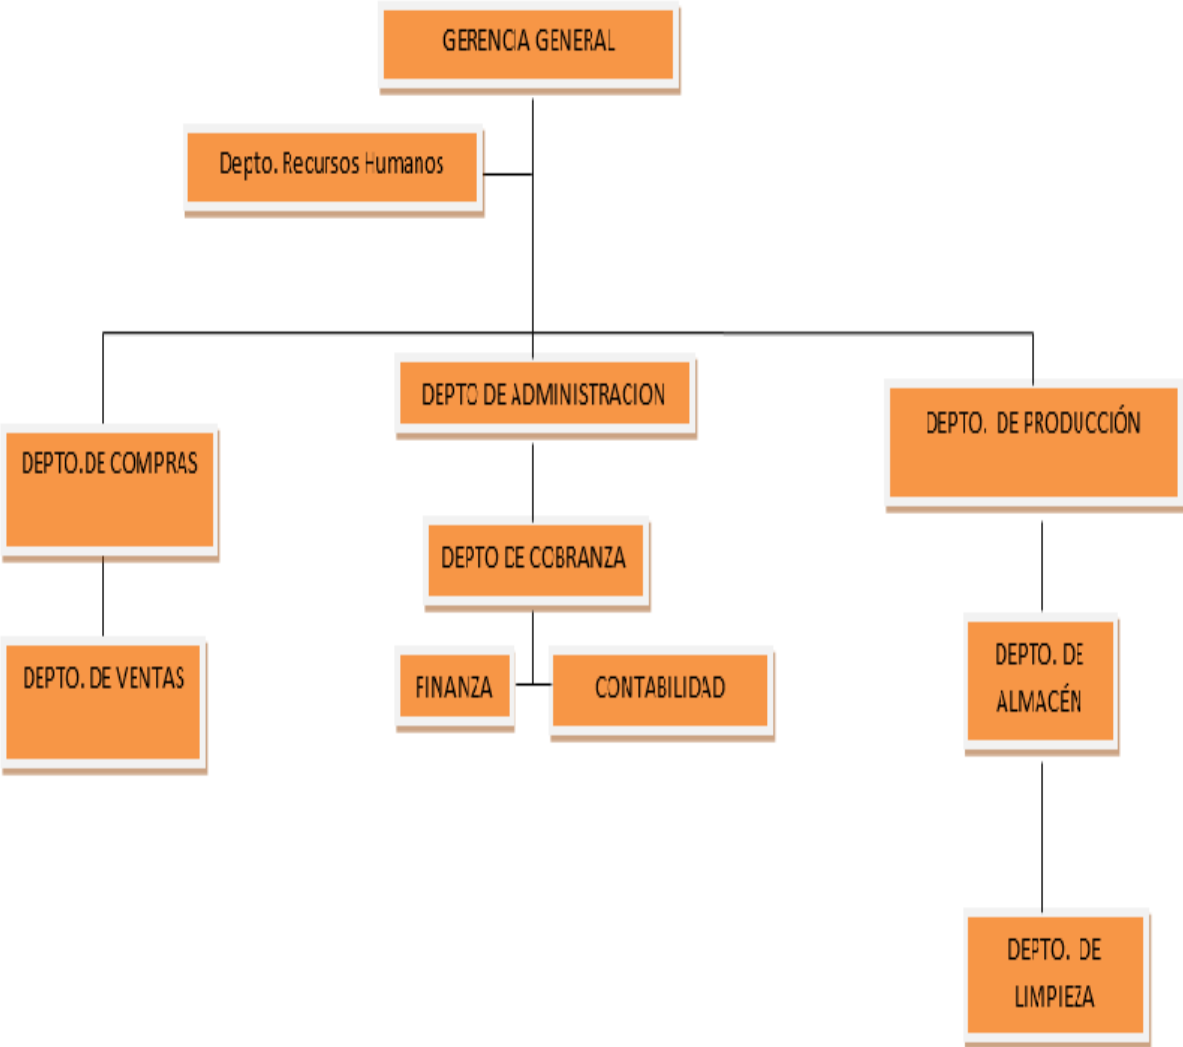 GERENCIA GENERAL
Depto. Recursos Humanos
DEPTO DE ADMINISTRACION
DEPTO. DE PRODUCCIÓN
DEPTO.DE COMPRAS
DEPTO DE COBRANZA
DEPTO. DE VENTAS
FINANZA
CONTABILIDAD
DEPTO. DE
ALMACÉN
DEPTO. DE
LIMPIEZA